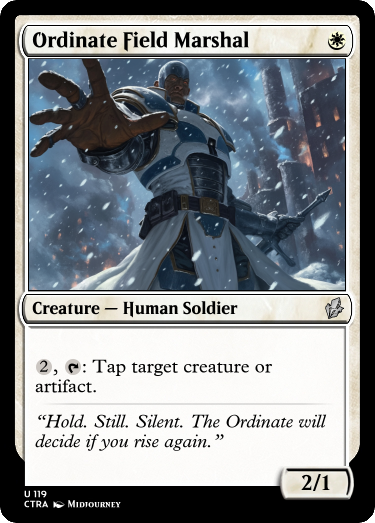 Ordinate Field Marshal
Creature — Human Soldier
2, : Tap target creature or
artifact.
“Hold. Still. Silent. The Ordinate will
decide if you rise again.”
2/1
U 119
CTRA Midjourney